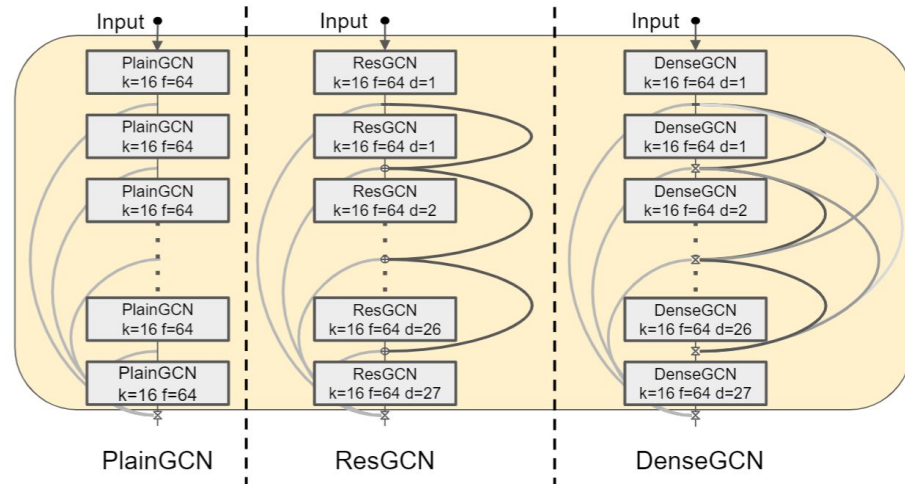 Input
PlainGCN
k=16 f=64
PlainGCN
k=16 f=64
PlainGCN
k=16 f=64
PlainGCN
k=16 f=64
PlainGCN
k=16 f=64
PlainGCN
Input
ResGCN
k=16 f=64 d=1
ResGCN
k=16 f=64 d=1
ResGCN
k=16 f=64 d=2
ResGCN
k=16 f=64 d=26
ResGCN
k=16 f=64 d=27
ResGCN
Input
DenseGCN
k=16 f=64 d=1
DenseGCN
k=16 f=64 d=1
DenseGCN
k=16 f=64 d=2
DenseGCN
k=16 f=64 d=26
DenseGCN
k=16 f=64 d=27
DenseGCN